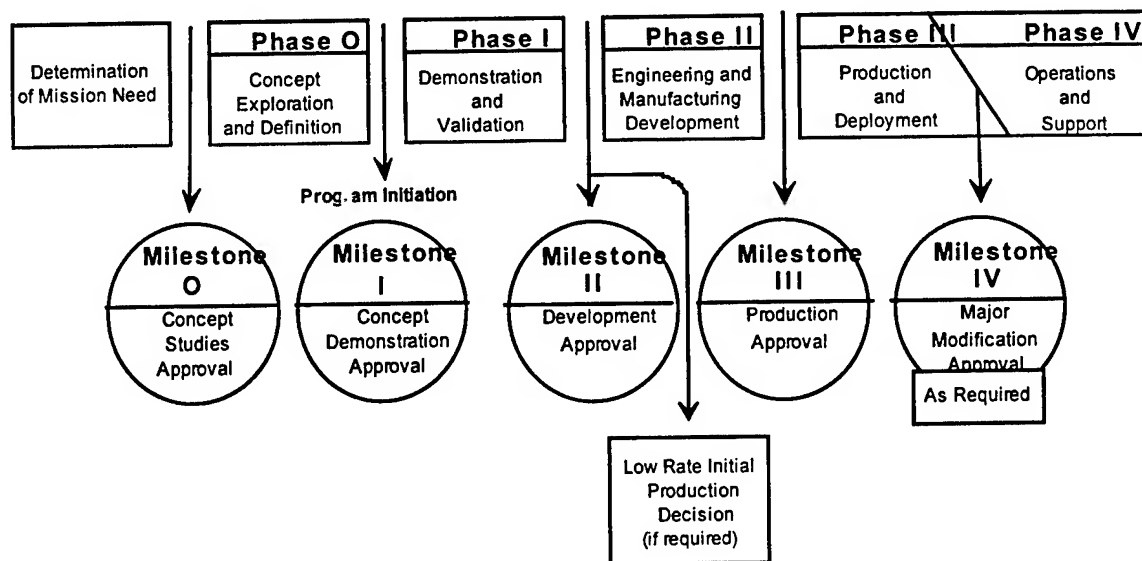 Determination
of Mission Need
Phase O
Concept
Exploration
and Definition
Phase I
Demonstration
and
Validation
Phase II
Engineering and
Manufacturing
Development
Phase III
Production
and
Deployment
Phase IV
Operations
and
Support
Prog. am Initiation
Milestone
O
Concept
Studies
Approval
Milestone
I
Concept
Demonstration
Approval
Milestone
II
Development
Approval
Milestone
III
Production
Approval
Milestone
IV
Major
Modification
Approval
As Required
Low Rate Initial
Production
Decision
(if required)